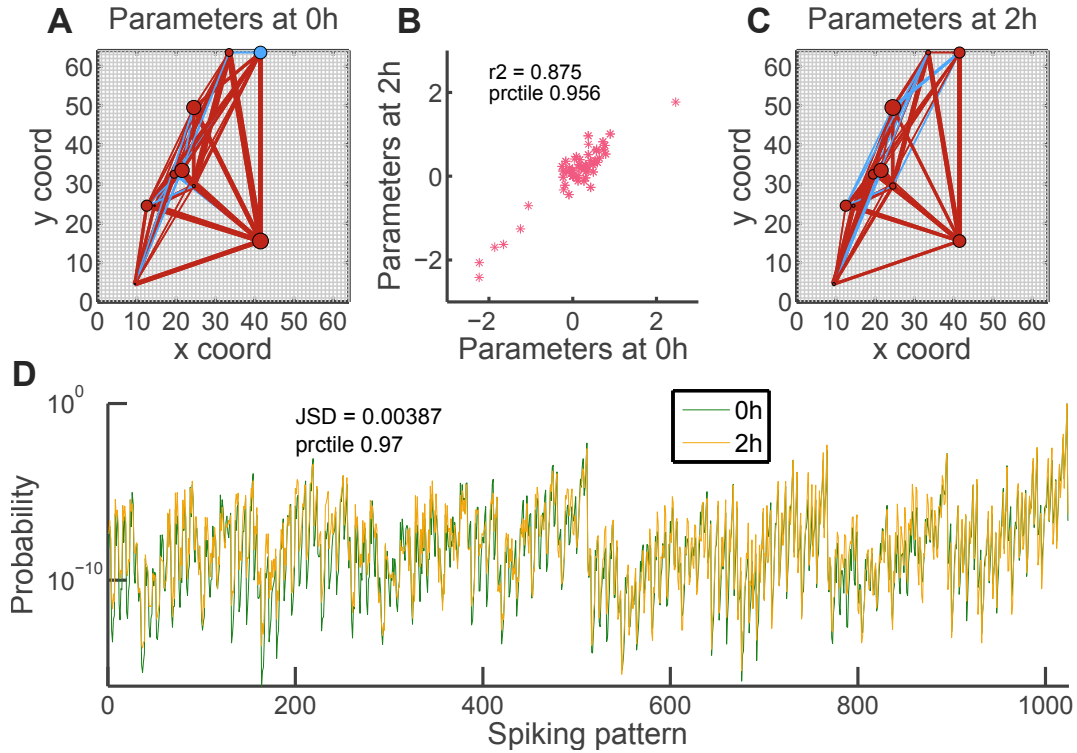 A
Parameters at 0h
60
50
40
30
20
10
0
y coord
0 10 20 30 40 50 60
x coord
B
r2 = 0.875
prctile 0.956
2
0
−2
Parameters at 2h
−2 0 2
Parameters at 0h
C
Parameters at 2h
60
50
40
30
20
10
0
y coord
0 10 20 30 40 50 60
x coord
D
JSD = 0.00387
prctile 0.97
0h
2h
10^0
10^−10
Probability
0 200 400 600 800 1000
Spiking pattern